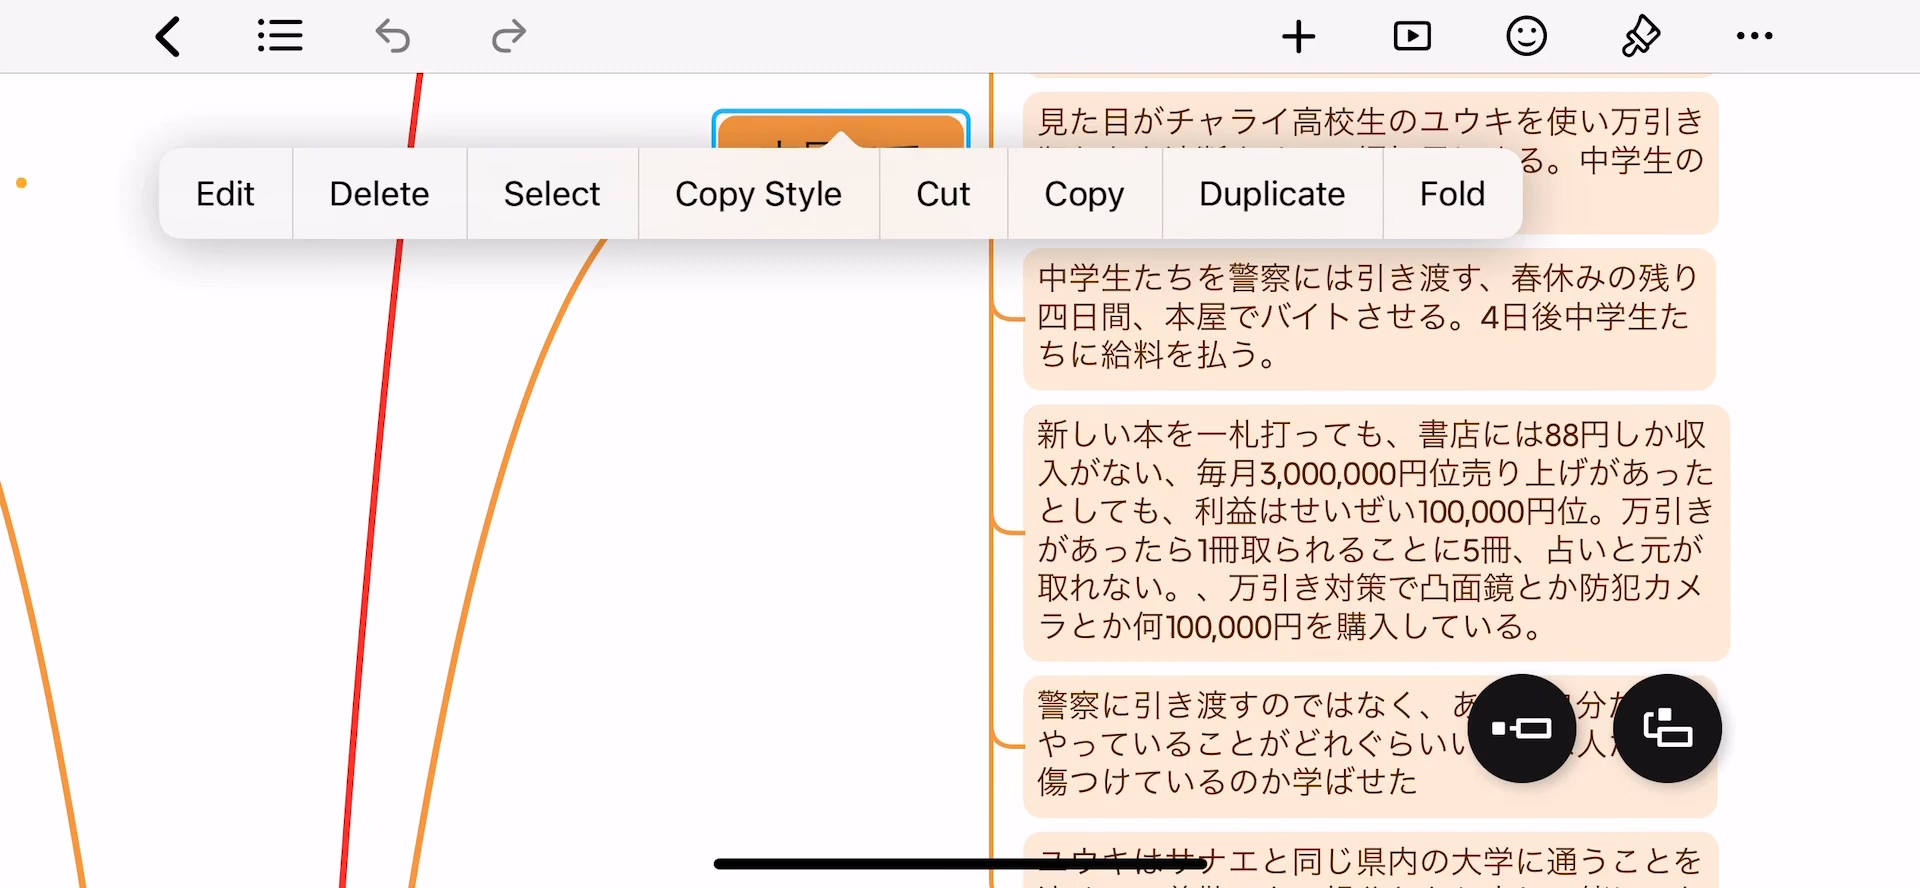 見た目がチャライ高校生のユウキを使い万引き
る。中学生の
Edit Delete Select Copy Style Cut Copy Duplicate Fold
中学生たちを警察には引き渡す、春休みの残り
四日間、本屋でバイトさせる。4日後中学生た
ちに給料を払う。
新しい本を一札打っても、書店には88円しか収
入がない、毎月3,000,000円位売り上げがあった
としても、利益はせいぜい100,000円位。万引き
があったら1冊取られることに5冊、占いと元が
取れない。、万引き対策で凸面鏡とか防犯カメ
ラとか何100,000円を購入している。
警察に引き渡すのではなく、あ 分
やっていることがどれぐらいい 人
傷つけているのか学ばせた
ユウキはサナエと同じ県内の大学に通うことを